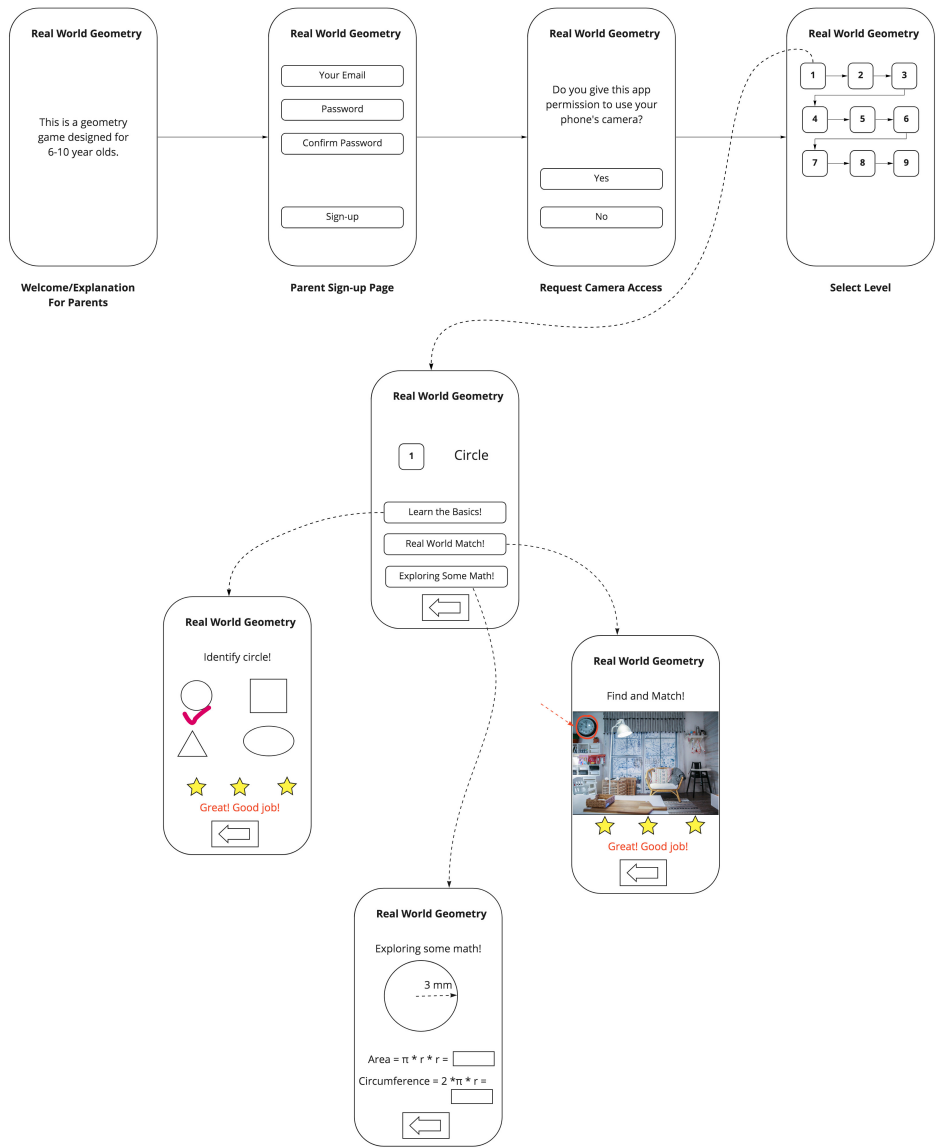 Real World Geometry
This is a geometry
game designed for
6-10 year olds.
Welcome/Explanation
For Parents
Real World Geometry
Your Email
Password
Confirm Password
Sign-up
Parent Sign-up Page
Real World Geometry
Do you give this app
permission to use your
phone's camera?
Yes
No
Request Camera Access
Real World Geometry
1 2 3
4 5 6
7 8 9
Select Level
Real World Geometry
1 Circle
Learn the Basics!
Real World Match!
Exploring Some Math!
Real World Geometry
Identify circle!
Great! Good job!
Real World Geometry
Find and Match!
Great! Good job!
Real World Geometry
Exploring some math!
3 mm
Area = π * r * r =
Circumference = 2 *π * r =